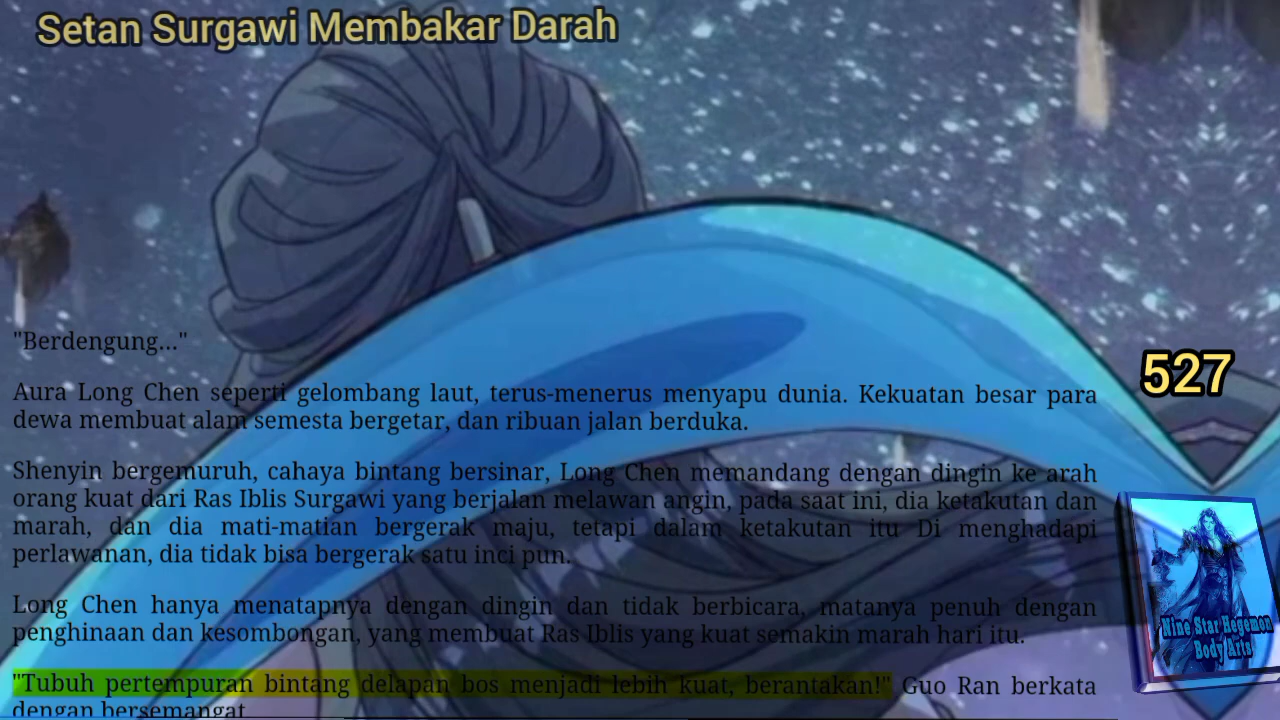 Setan Surgawi Membakar Darah
"Berdengung..."
Aura Long Chen seperti gelombang laut, terus-menerus menyapu dunia. Kekuatan besar para
dewa membuat alam semesta bergetar, dan ribuan jalan berduka.
527
Shenyin bergemuruh, cahaya bintang bersinar, Long Chen memandang dengan dingin ke arah
orang kuat dari Ras Iblis Surgawi yang berjalan melawan angin, pada saat ini, dia ketakutan dan
marah, dan dia mati-matian bergerak maju, tetapi dalam ketakutan itu Di menghadapi
perlawanan, dia tidak bisa bergerak satu inci pun.
Long Chen hanya menatapnya dengan dingin dan tidak berbicara, matanya penuh dengan
penghinaan dan kesombongan, yang membuat Ras Iblis yang kuat semakin marah hari itu.
"Tubuh pertempuran bintang delapan bos menjadi lebih kuat, berantakan!" Guo Ran berkata
dengan bersemangat
Nine Star Hegemon
Body Arts